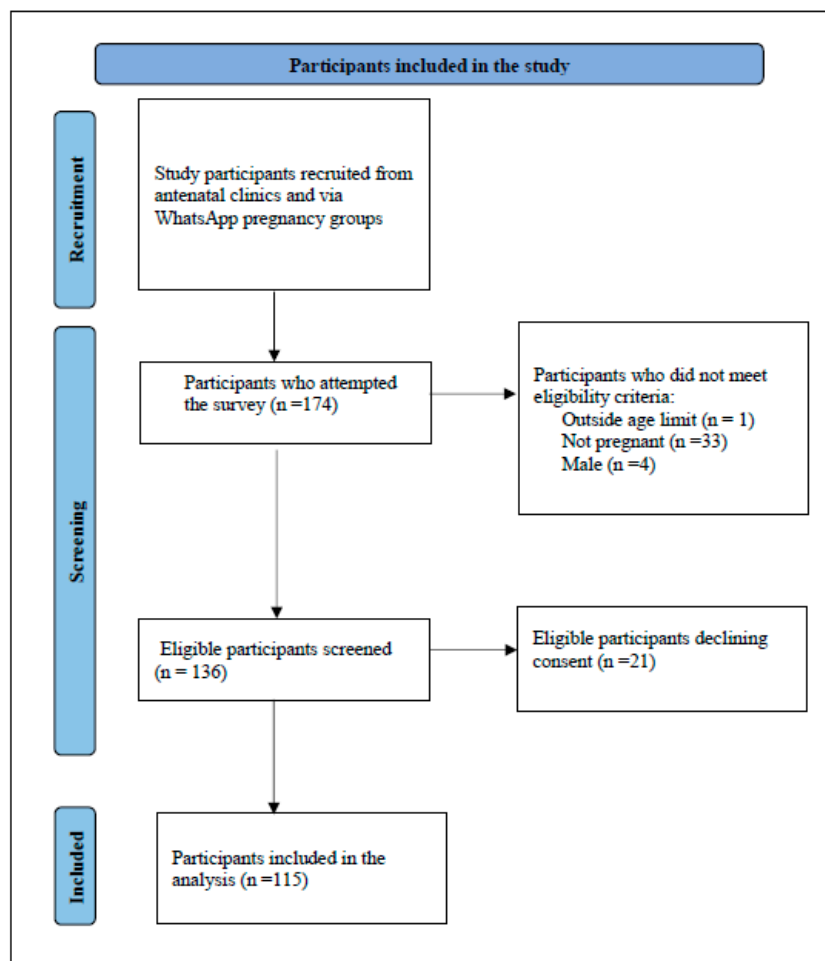 Participants included in the study
Recruitment
Study participants recruited from
antenatal clinics and via
WhatsApp pregnancy groups
Screening
Participants who attempted
the survey (n =174)
Participants who did not meet
eligibility criteria:
Outside age limit (n = 1)
Not pregnant (n =33)
Male (n =4)
Eligible participants screened
(n = 136)
Eligible participants declining
consent (n =21)
Included
Participants included in the
analysis (n =115)